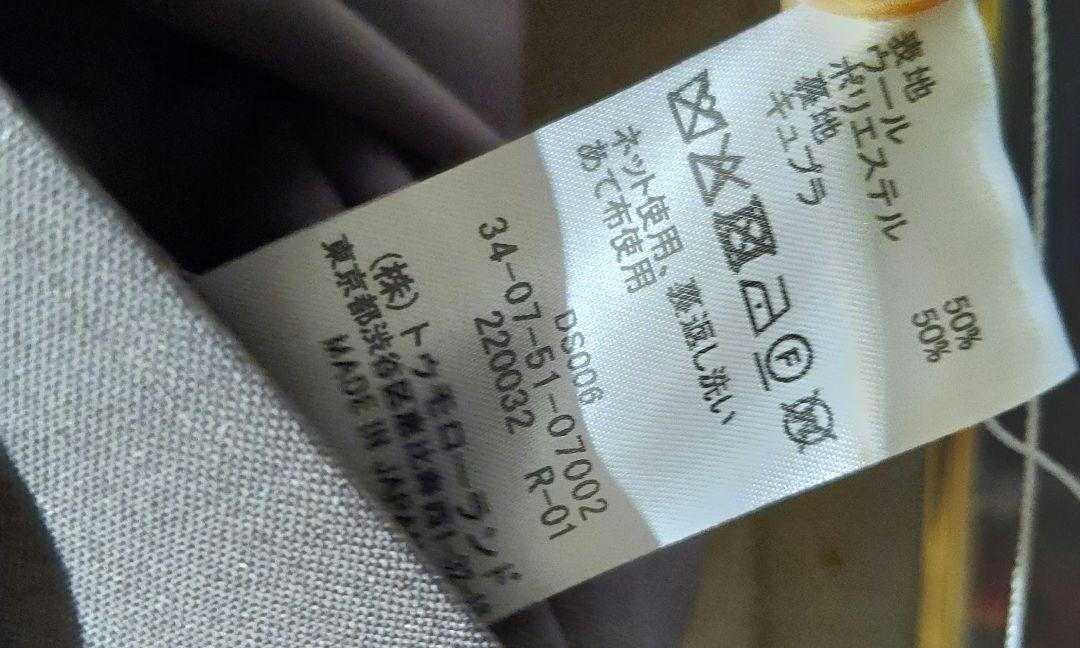 表地
ウール 50%
ポリエステル 50%
裏地
キュプラ
F
ネット使用、裏返し洗い
あて布使用
DS006
34-07-51-07002
220032 R-01
(株)トゥモローランド
東京都渋谷区
MADE IN JAPAN